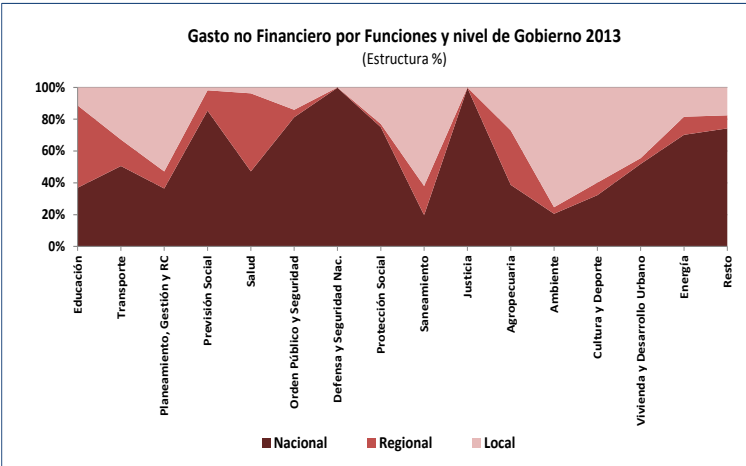 Gasto no Financiero por Funciones y nivel de Gobierno 2013
(Estructura %)
100%
80%
60%
40%
20%
0%
Educación
Transporte
Planeamiento, Gestión y RC
Previsión Social
Salud
Orden Público y Seguridad
Defensa y Seguridad Nac.
Protección Social
Saneamiento
Justicia
Agropecuaria
Ambiente
Cultura y Deporte
Vivienda y Desarrollo Urbano
Energía
Resto
Nacional Regional Local